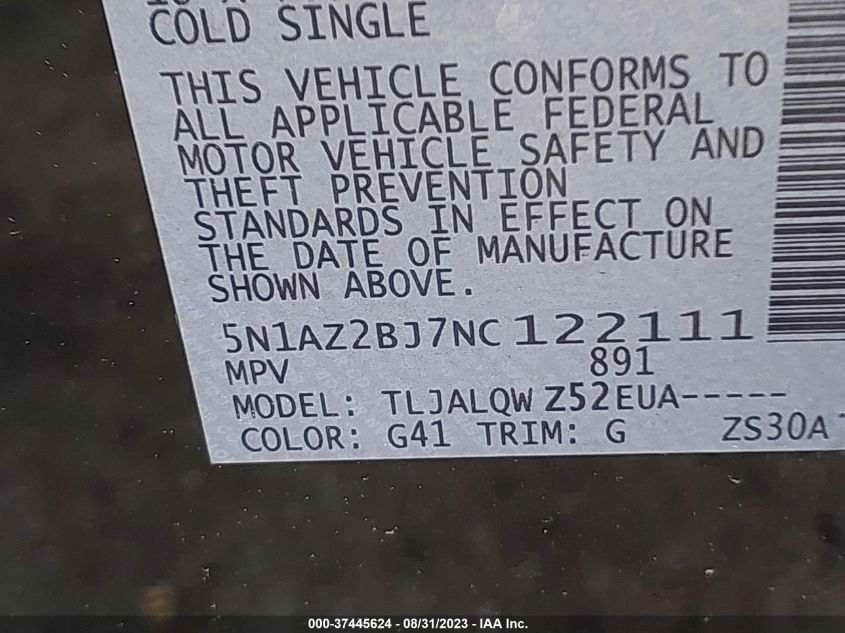 COLD SINGLE
THIS VEHICLE CONFORMS TO
ALL APPLICABLE FEDERAL
MOTOR VEHICLE SAFETY AND
THEFT PREVENTION
STANDARDS IN EFFECT ON
THE DATE OF MANUFACTURE
SHOWN ABOVE.
5N1AZ2BJ7NC122111
MPV 891
MODEL: TLJALQW Z52EUA-----
COLOR: G41 TRIM: G ZS30A
000-37445624 - 08/31/2023 - IAA Inc.